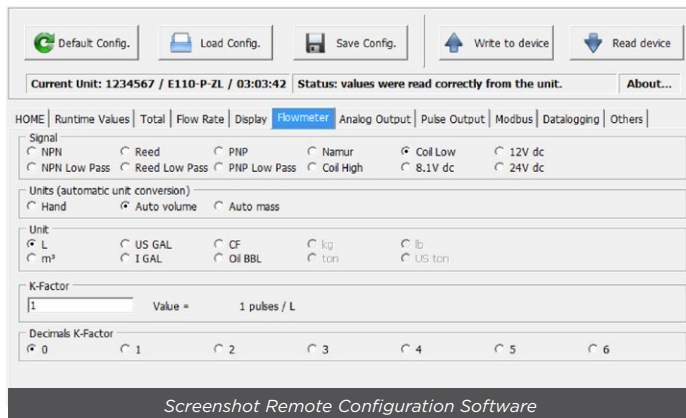 Default Config. Load Config. Save Config. Write to device Read device
Current Unit: 1234567 / E110-P-ZL / 03:03:42 Status: values were read correctly from the unit. About...
HOME Runtime Values Total Flow Rate Display Flowmeter Analog Output Pulse Output Modbus Datalogging Others
Signal
NPN Reed PNP Namur Coil Low 12V dc
NPN Low Pass Reed Low Pass PNP Low Pass Coil High 8.1V dc 24V dc
Units (automatic unit conversion)
Hand Auto volume Auto mass
Unit
L US GAL CF kg lb
m³ I GAL Oil BBL ton US ton
K-Factor
1 Value = 1 pulses / L
Decimals K-Factor
0 1 2 3 4 5 6
Screenshot Remote Configuration Software